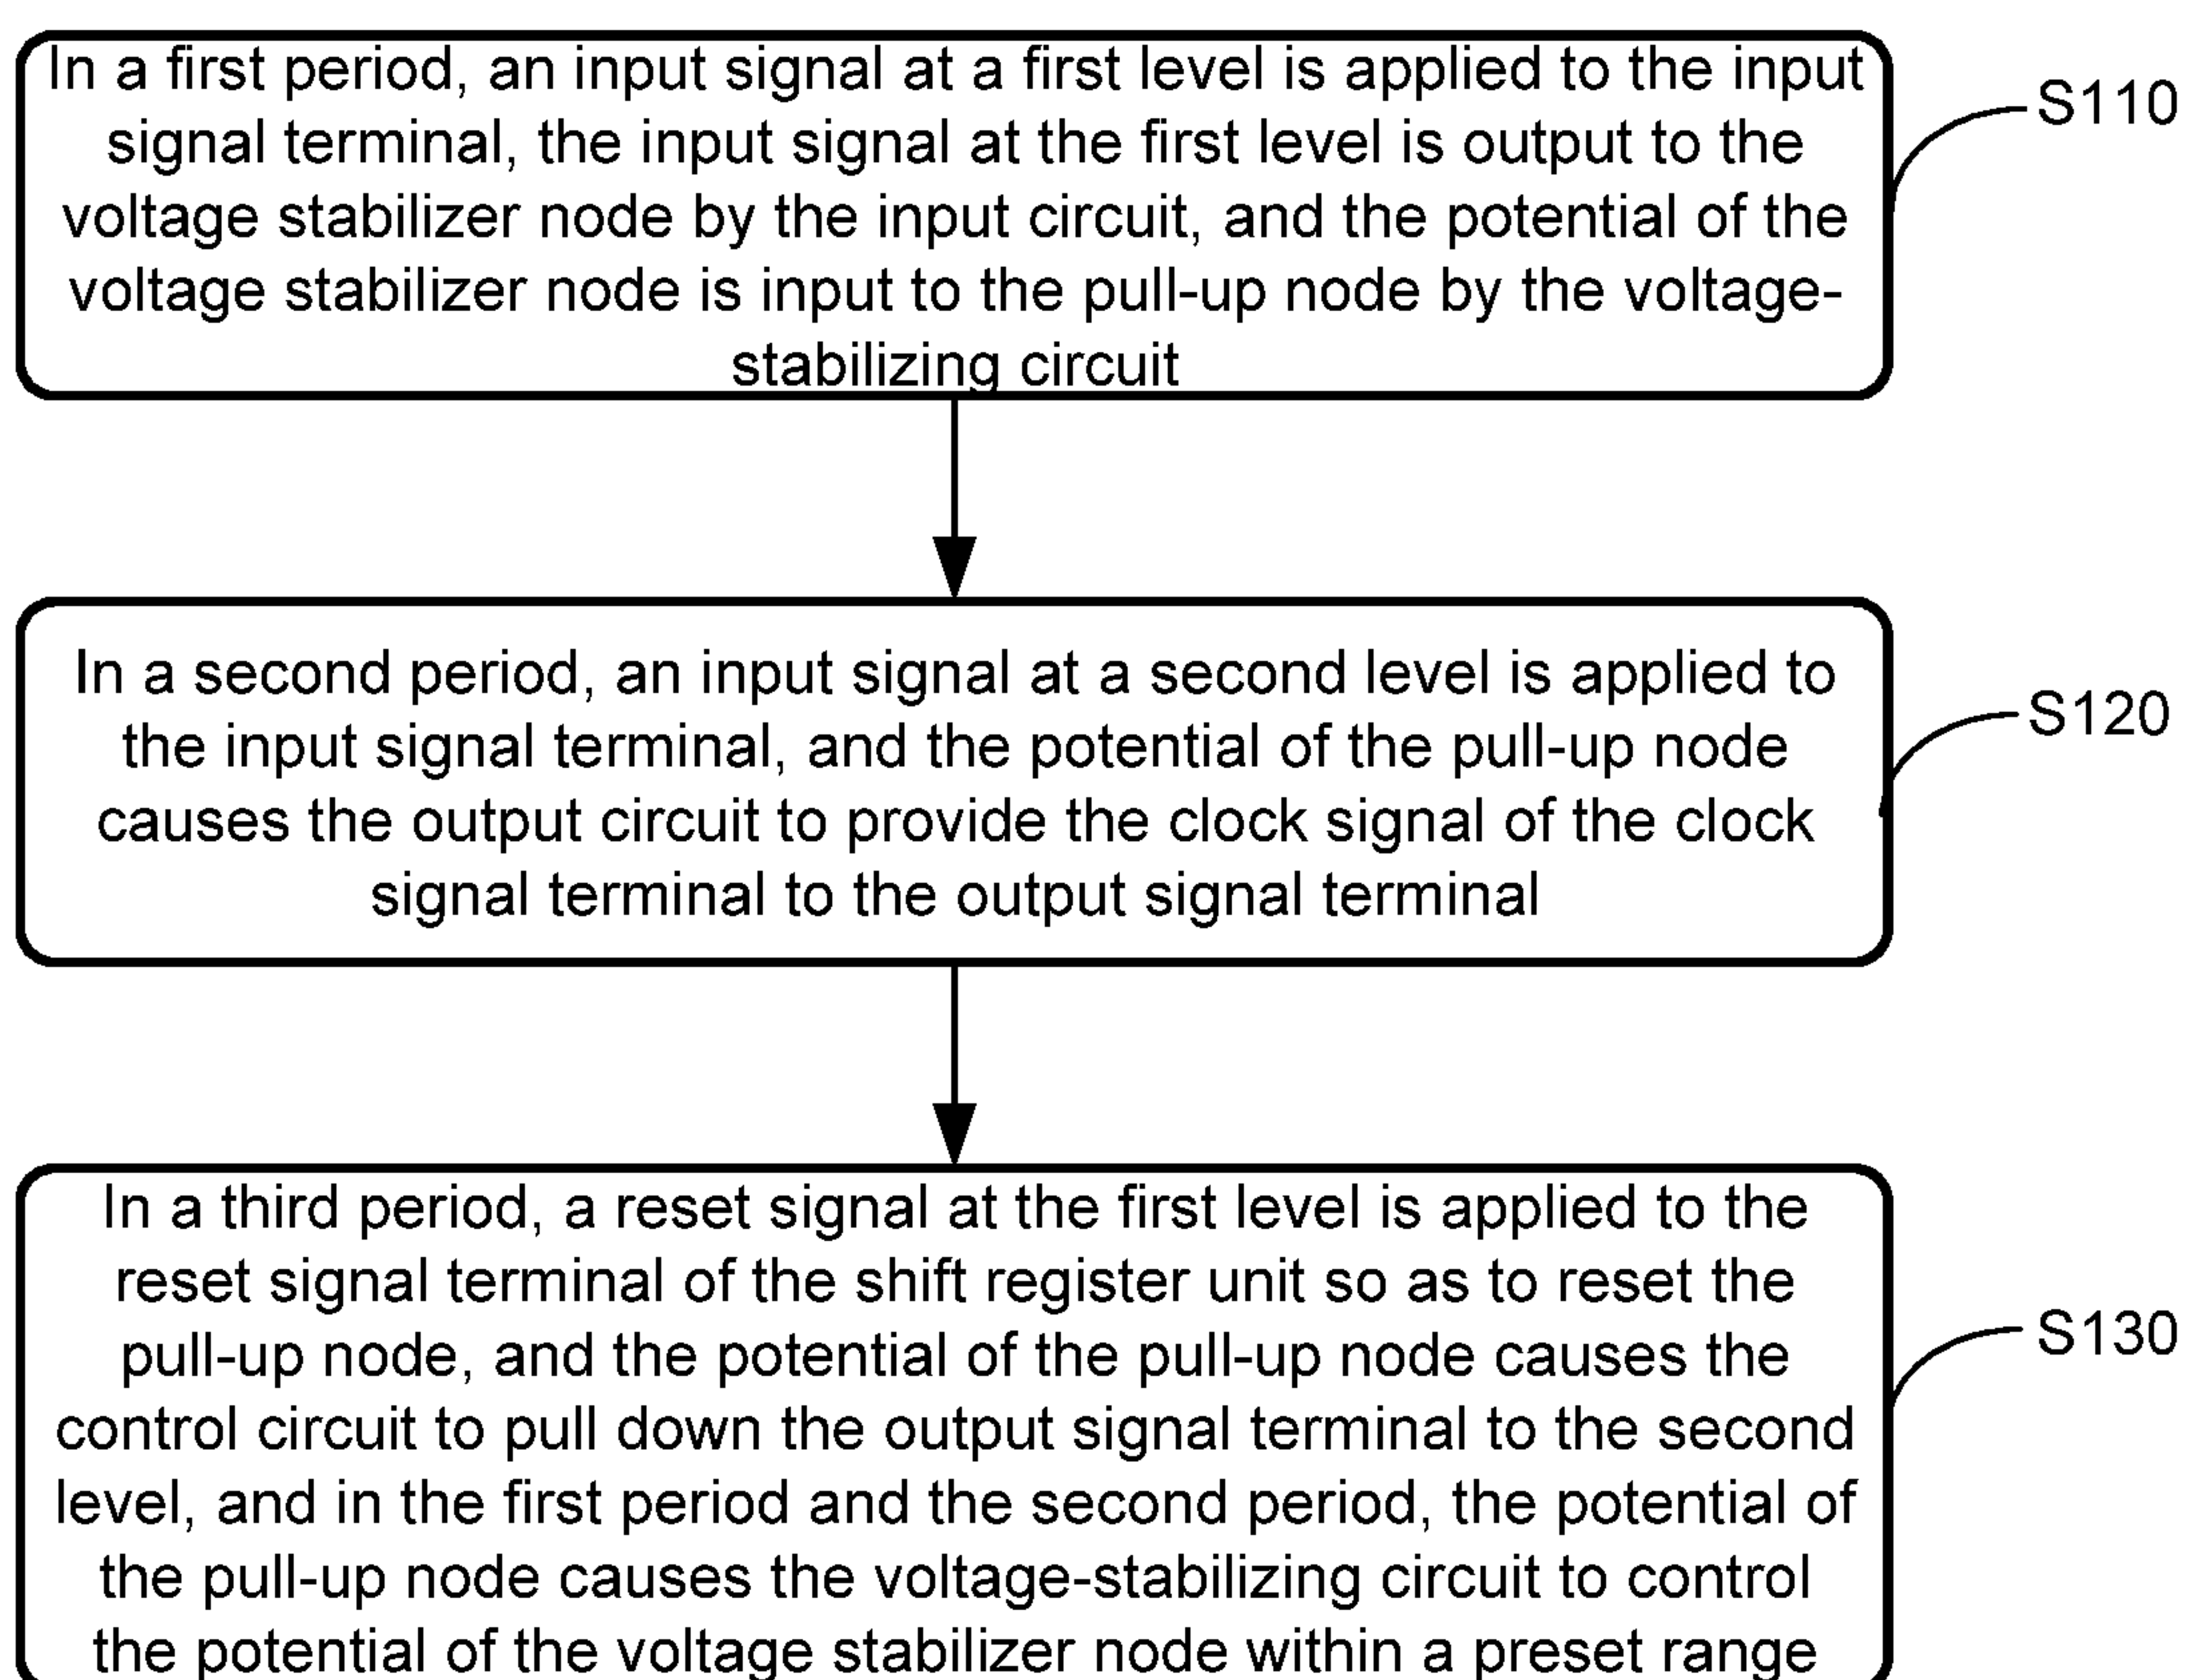 In a first period, an input signal at a first level is applied to the input
signal terminal, the input signal at the first level is output to the
voltage stabilizer node by the input circuit, and the potential of the
voltage stabilizer node is input to the pull-up node by the voltage-
stabilizing circuit
S110
In a second period, an input signal at a second level is applied to
the input signal terminal, and the potential of the pull-up node
causes the output circuit to provide the clock signal of the clock
signal terminal to the output signal terminal
S120
In a third period, a reset signal at the first level is applied to the
reset signal terminal of the shift register unit so as to reset the
pull-up node, and the potential of the pull-up node causes the
control circuit to pull down the output signal terminal to the second
level, and in the first period and the second period, the potential of
the pull-up node causes the voltage-stabilizing circuit to control
the potential of the voltage stabilizer node within a preset range
S130